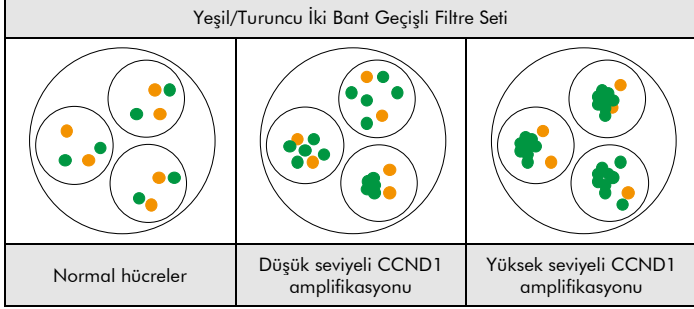 Yeşil/Turuncu İki Bant Geçişli Filtre Seti
Normal hücreler
Düşük seviyeli CCND1
amplifikasyonu
Yüksek seviyeli CCND1
amplifikasyonu